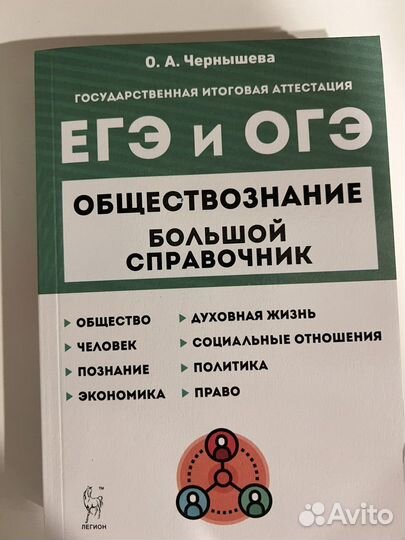 О. А. Чернышева
ГОСУДАРСТВЕННАЯ ИТОГОВАЯ АТТЕСТАЦИЯ
ЕГЭ и ОГЭ
ОБЩЕСТВОЗНАНИЕ
БОЛЬШОЙ
СПРАВОЧНИК
ОБЩЕСТВО
ЧЕЛОВЕК
ПОЗНАНИЕ
ЭКОНОМИКА
ДУХОВНАЯ ЖИЗНЬ
СОЦИАЛЬНЫЕ ОТНОШЕНИЯ
ПОЛИТИКА
ПРАВО
TM
ЛЕГИОН
Avito